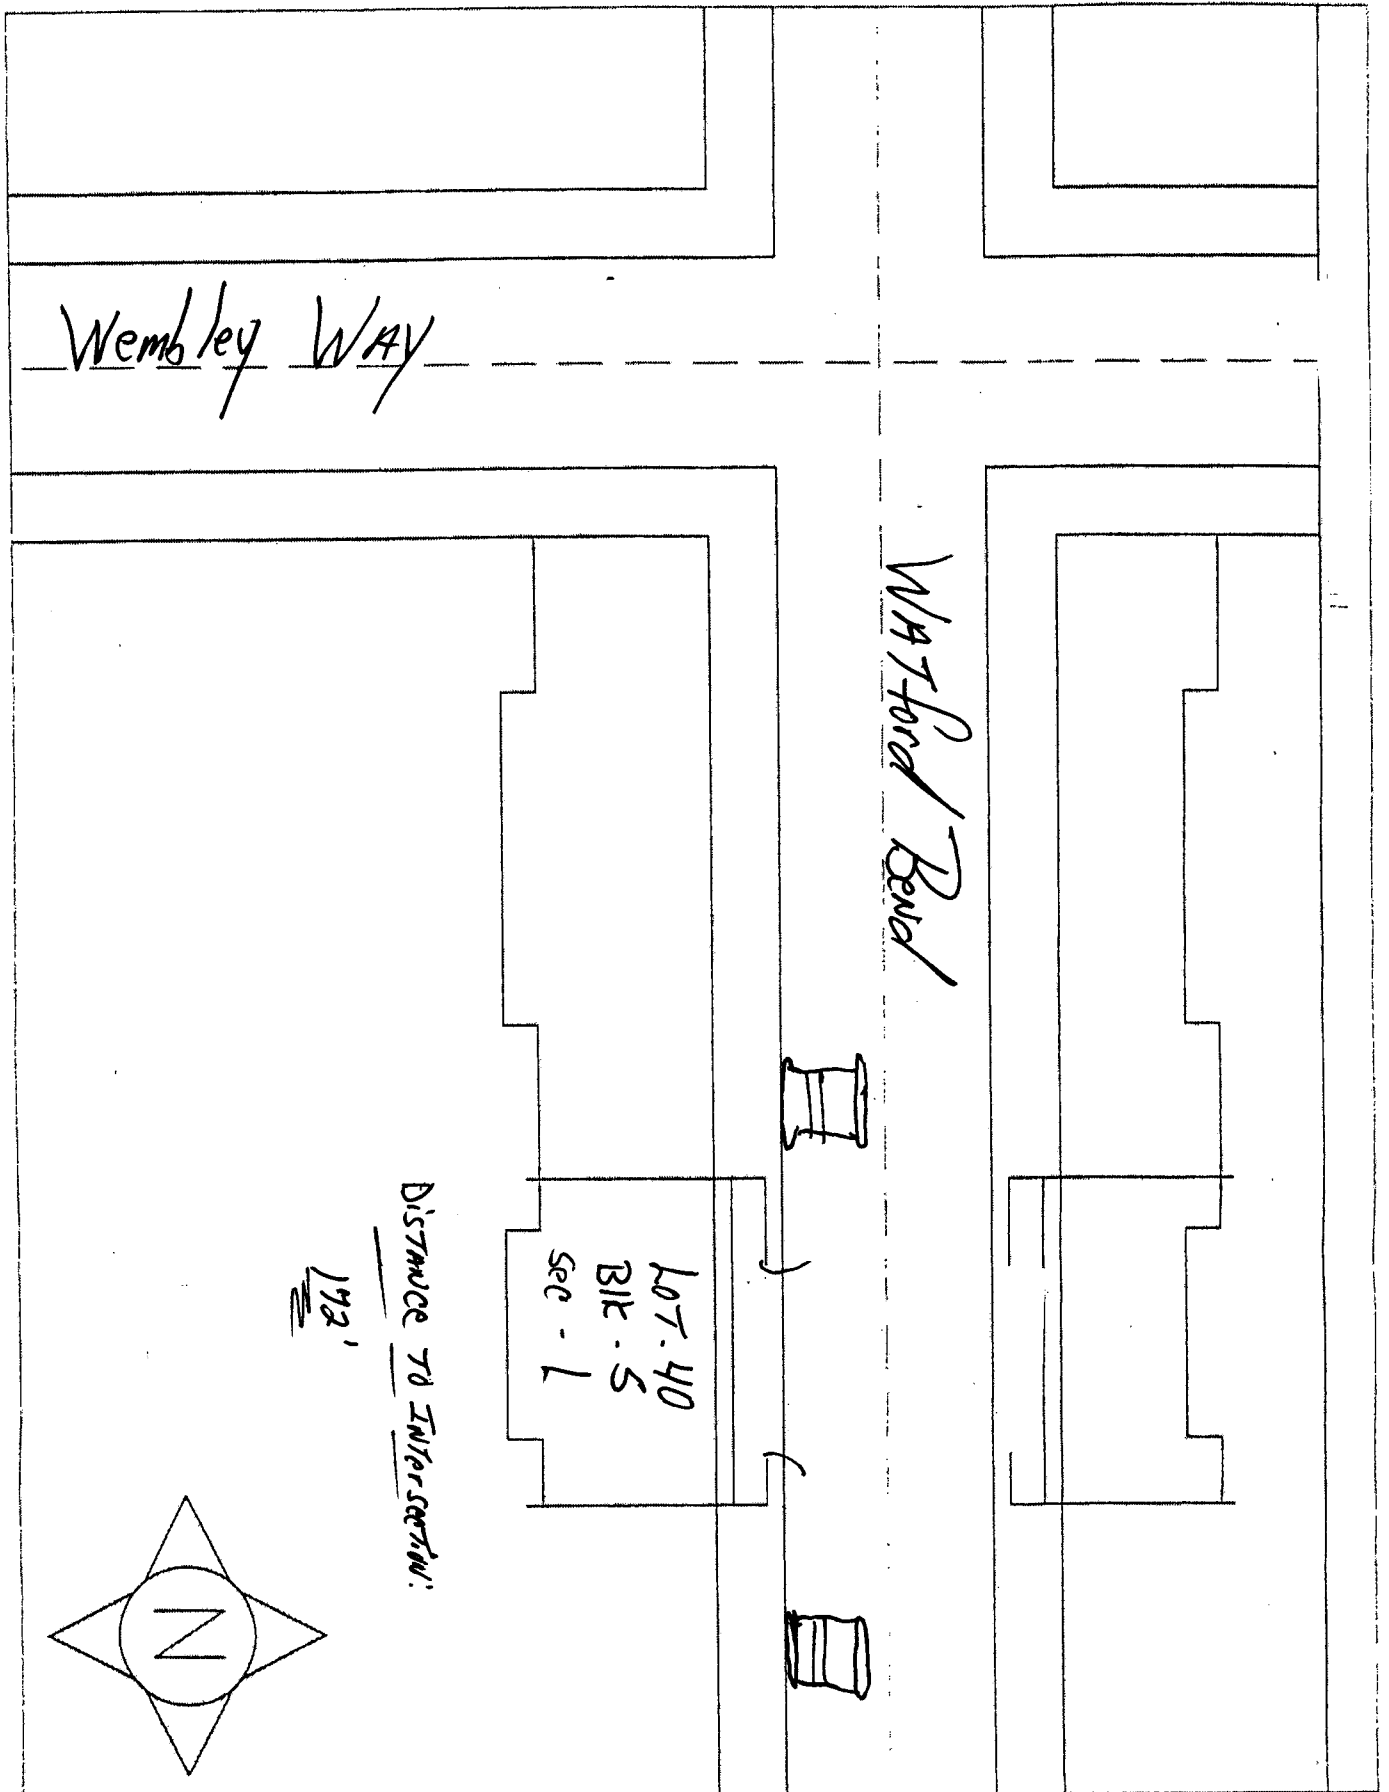 Wembley WAY
WATford Bend
LOT. 40
Blk - 5
Sec - 1
DISTANCE TO INTerSecTION:
172'
N